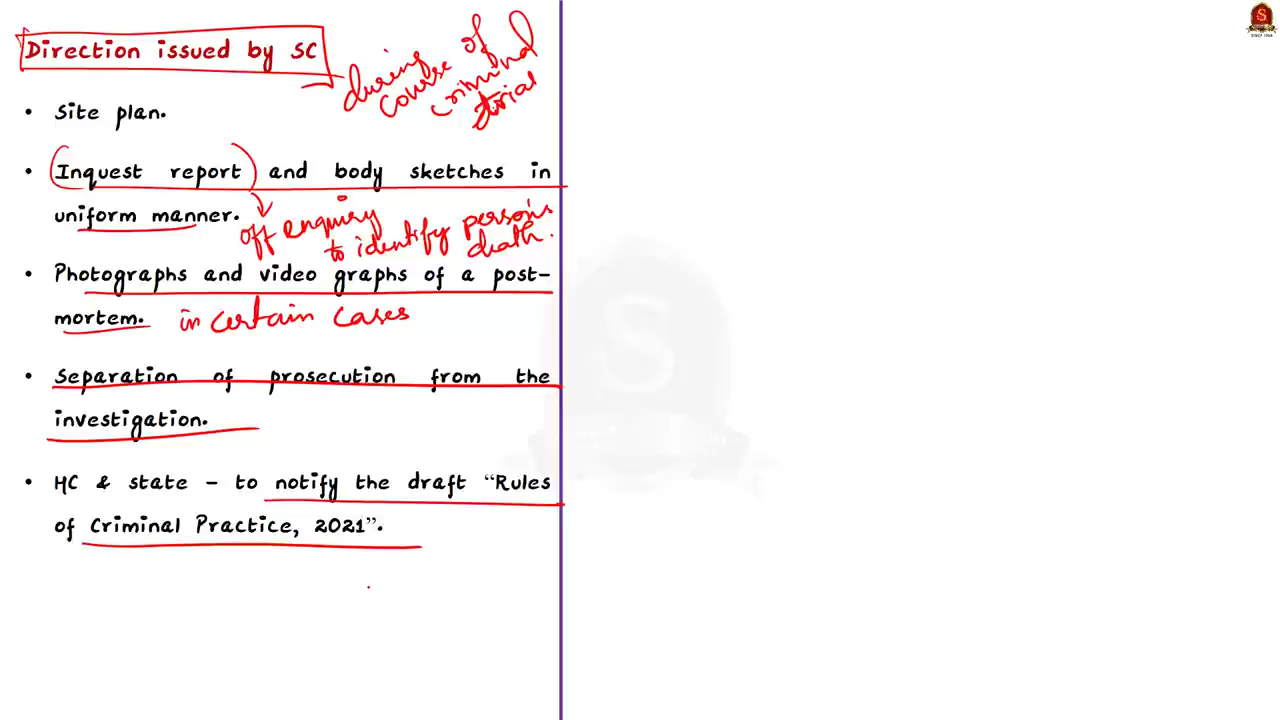 Direction issued by SC
during
course of
criminal
trial
• Site plan.
• (Inquest report) and body sketches in
uniform manner.
off enquiry
to identify person's
death.
• Photographs and video graphs of a post-
mortem. in certain cases
• Separation of prosecution from the
investigation.
• HC & state – to notify the draft “Rules
of Criminal Practice, 2021”.
S